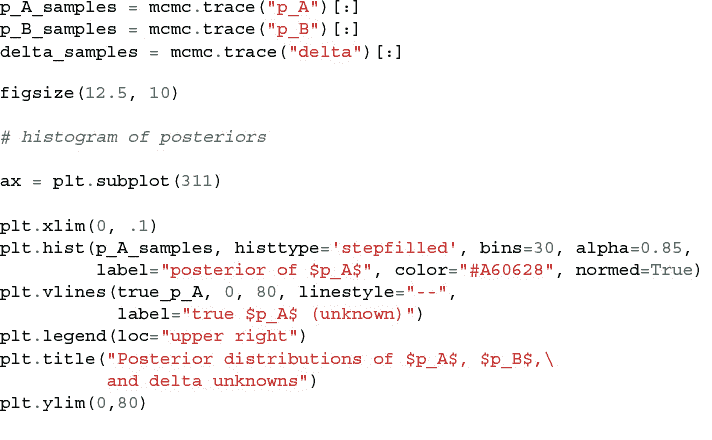 p_A_samples = mcmc.trace("p_A")[:]
p_B_samples = mcmc.trace("p_B")[:]
delta_samples = mcmc.trace("delta")[:]
figsize(12.5, 10)
# histogram of posteriors
ax = plt.subplot(311)
plt.xlim(0, .1)
plt.hist(p_A_samples, histtype='stepfilled', bins=30, alpha=0.85,
         label="posterior of $p_A$", color="#A60628", normed=True)
plt.vlines(true_p_A, 0, 80, linestyle="--",
           label="true $p_A$ (unknown)")
plt.legend(loc="upper right")
plt.title("Posterior distributions of $p_A$, $p_B$,\
          and delta unknowns")
plt.ylim(0,80)